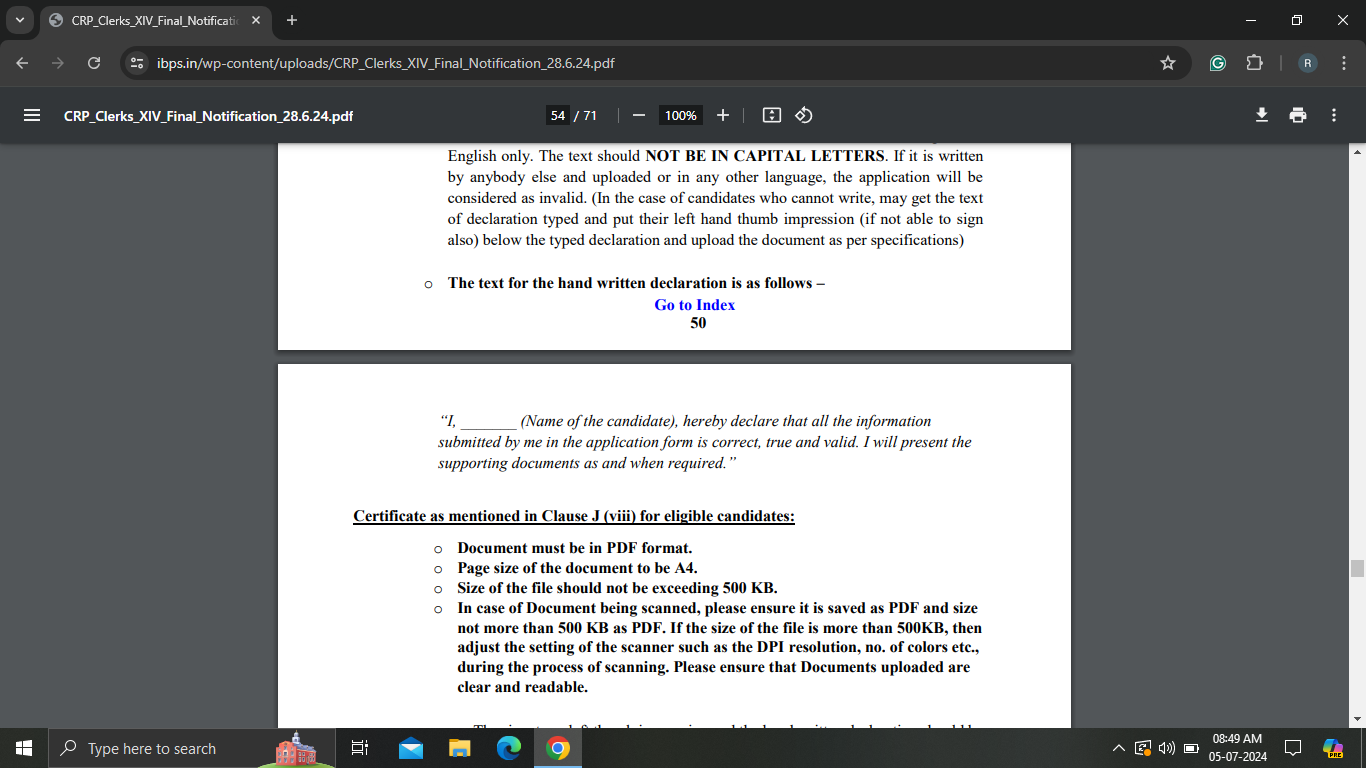 CRP_Clerks_XIV_Final_Notificati
ibps.in/wp-content/uploads/CRP_Clerks_XIV_Final_Notification_28.6.24.pdf
R
CRP_Clerks_XIV_Final_Notification_28.6.24.pdf
54 / 71
100%
English only. The text should NOT BE IN CAPITAL LETTERS. If it is written
by anybody else and uploaded or in any other language, the application will be
considered as invalid. (In the case of candidates who cannot write, may get the text
of declaration typed and put their left hand thumb impression (if not able to sign
also) below the typed declaration and upload the document as per specifications)
o The text for the hand written declaration is as follows –
Go to Index
50
“I, _______ (Name of the candidate), hereby declare that all the information
submitted by me in the application form is correct, true and valid. I will present the
supporting documents as and when required.”
Certificate as mentioned in Clause J (viii) for eligible candidates:
o Document must be in PDF format.
o Page size of the document to be A4.
o Size of the file should not be exceeding 500 KB.
o In case of Document being scanned, please ensure it is saved as PDF and size
not more than 500 KB as PDF. If the size of the file is more than 500KB, then
adjust the setting of the scanner such as the DPI resolution, no. of colors etc.,
during the process of scanning. Please ensure that Documents uploaded are
clear and readable.
Type here to search
08:49 AM
05-07-2024
PRE